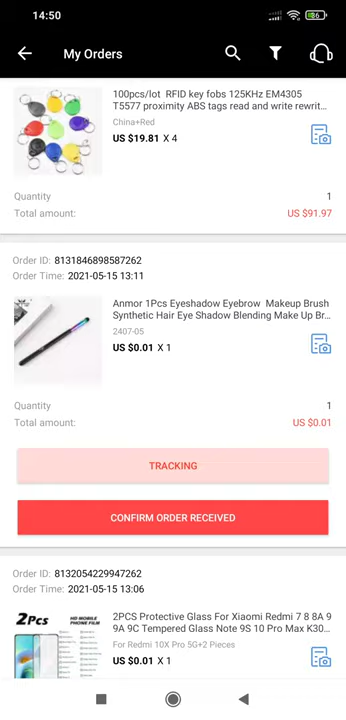 14:50
86
My Orders
100pcs/lot RFID key fobs 125KHz EM4305
T5577 proximity ABS tags read and write rewrit...
China+Red
US $19.81 X 4
Quantity
1
Total amount:
US $91.97
Order ID: 8131846898587262
Order Time: 2021-05-15 13:11
Anmor 1Pcs Eyeshadow Eyebrow Makeup Brush
Synthetic Hair Eye Shadow Blending Make Up Br...
2407-05
US $0.01 X 1
Quantity
1
Total amount:
US $0.01
TRACKING
CONFIRM ORDER RECEIVED
Order ID: 8132054229947262
Order Time: 2021-05-15 13:06
2Pcs
HD MOBILE
PHONE FILM
2PCS Protective Glass For Xiaomi Redmi 7 8 8A 9
9A 9C Tempered Glass Note 9S 10 Pro Max K30...
For Redmi 10X Pro 5G+2 Pieces
US $0.01 X 1